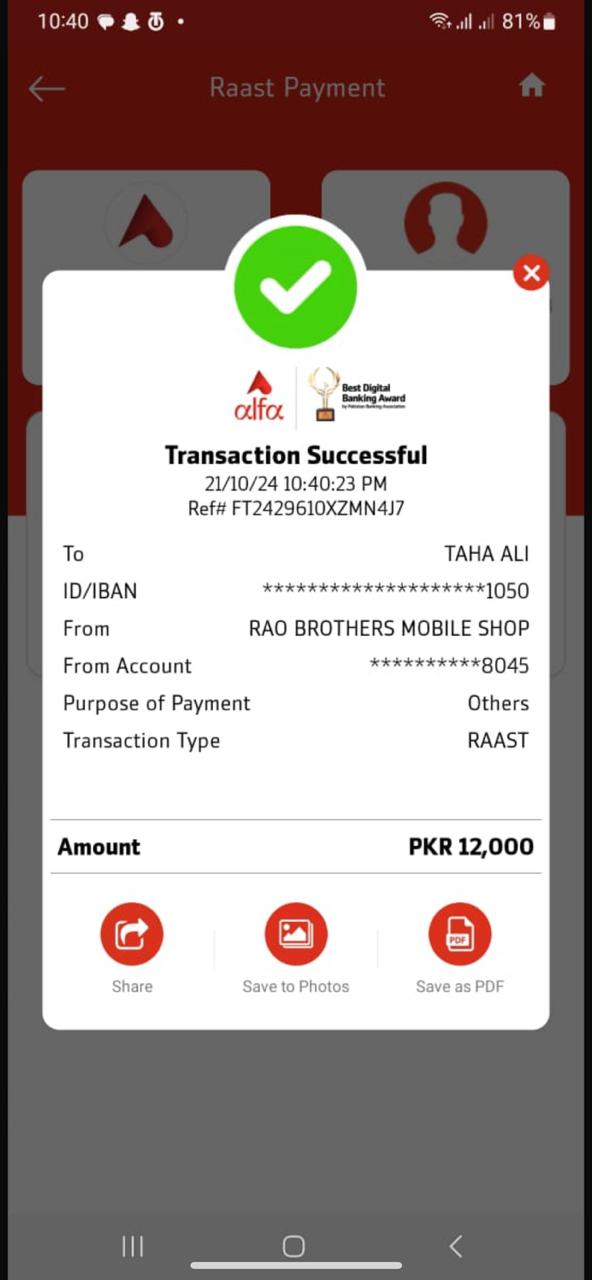 10:40
81%
Raast Payment
alfa
Best Digital
Banking Award
by Pakistan Banking Association
Transaction Successful
21/10/24 10:40:23 PM
Ref# FT2429610XZMN4J7
To TAHA ALI
ID/IBAN ********************1050
From RAO BROTHERS MOBILE SHOP
From Account **********8045
Purpose of Payment Others
Transaction Type RAAST
Amount PKR 12,000
PDF
Share Save to Photos Save as PDF